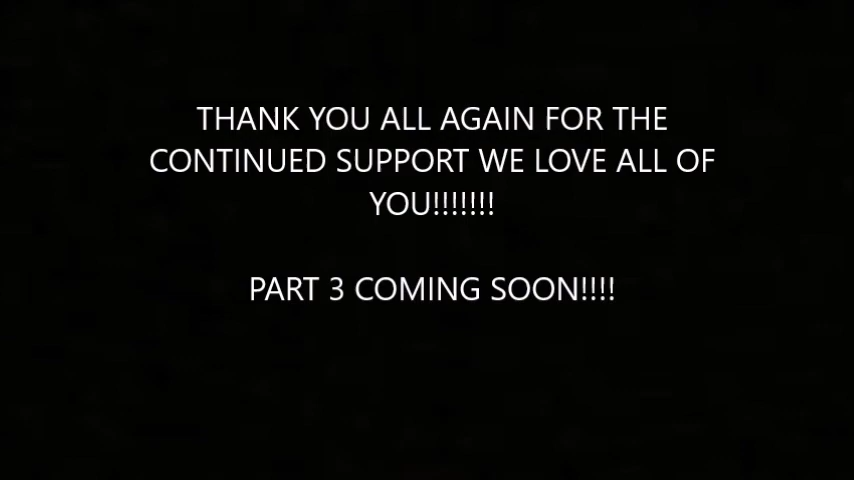 THANK YOU ALL AGAIN FOR THE
CONTINUED SUPPORT WE LOVE ALL OF
YOU!!!!!!!
PART 3 COMING SOON!!!!